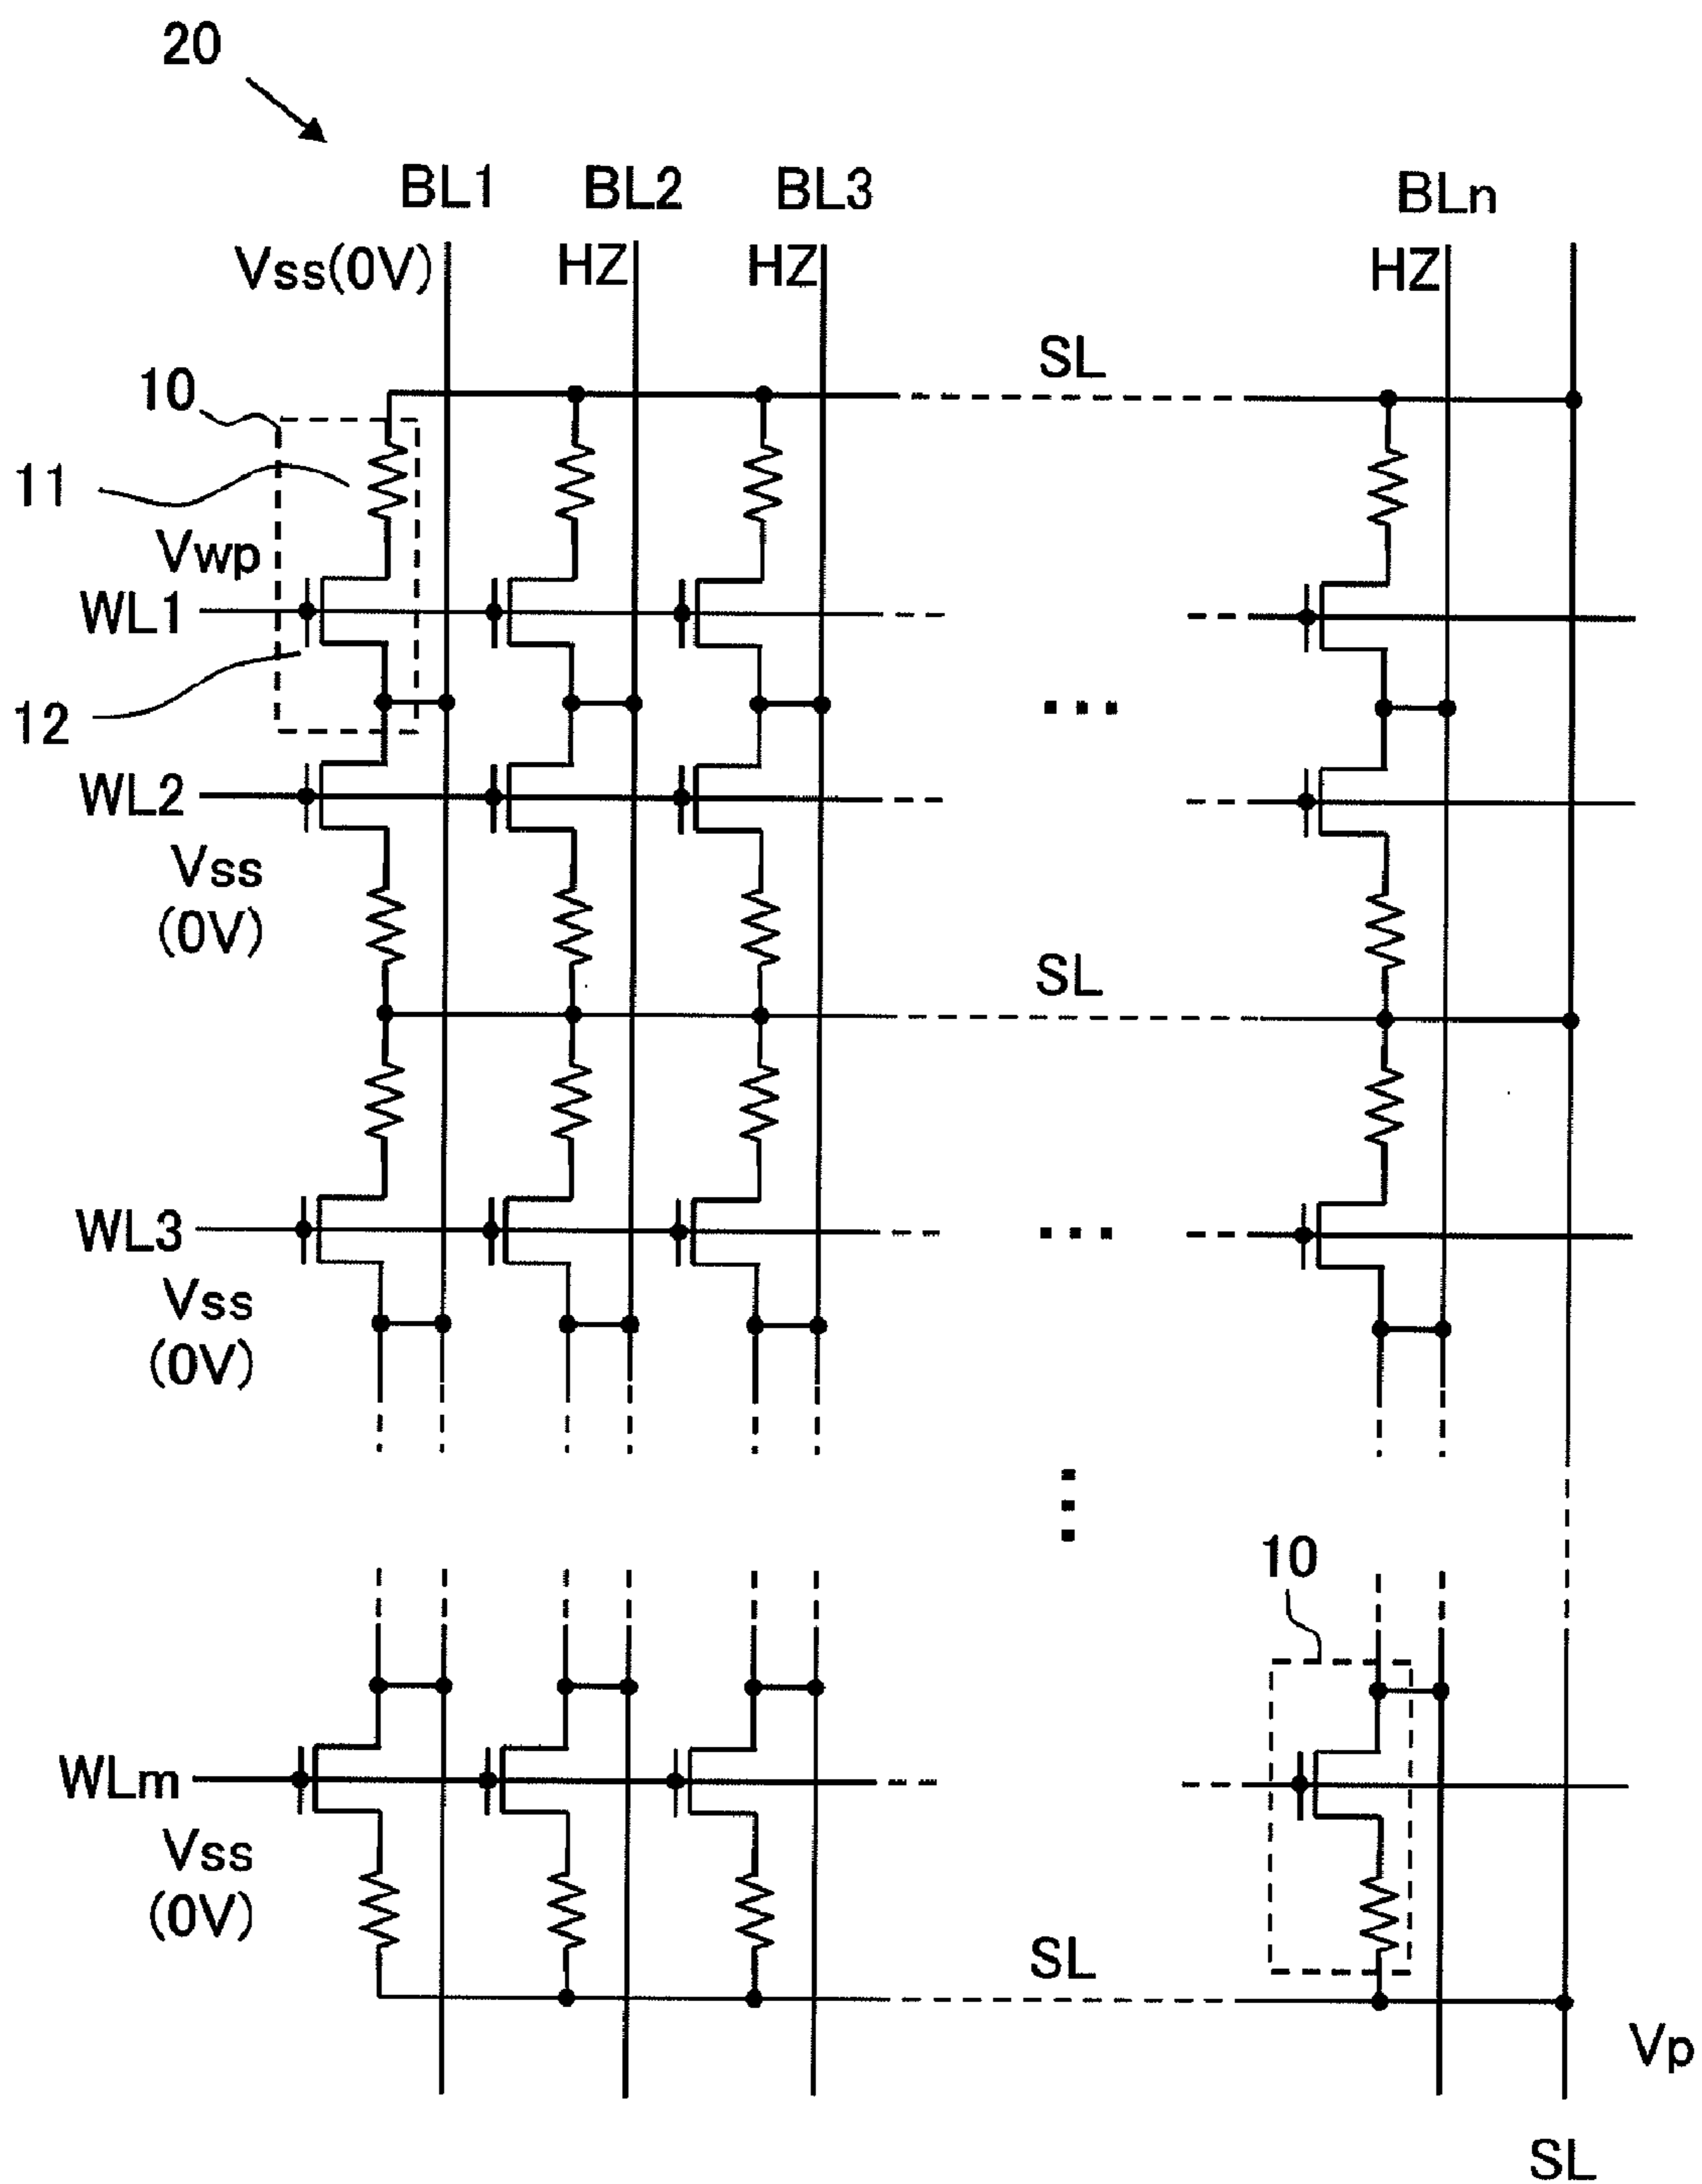 20
BL1 BL2 BL3 BLn
Vss(0V) HZ HZ HZ
SL
10
11
Vwp
WL1
12
WL2
Vss
(0V)
SL
WL3
Vss
(0V)
10
WLm
Vss
(0V)
SL
Vp
SL